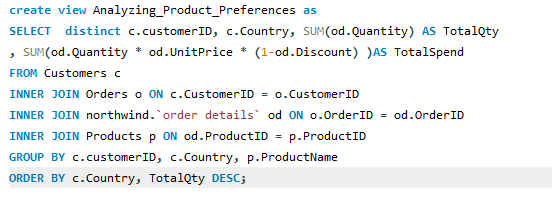 create view Analyzing_Product_Preferences as
SELECT  distinct c.customerID, c.Country, SUM(od.Quantity) AS TotalQty
, SUM(od.Quantity * od.UnitPrice * (1-od.Discount) )AS TotalSpend
FROM Customers c
INNER JOIN Orders o ON c.CustomerID = o.CustomerID
INNER JOIN northwind.`order details` od ON o.OrderID = od.OrderID
INNER JOIN Products p ON od.ProductID = p.ProductID
GROUP BY c.customerID, c.Country, p.ProductName
ORDER BY c.Country, TotalQty DESC;